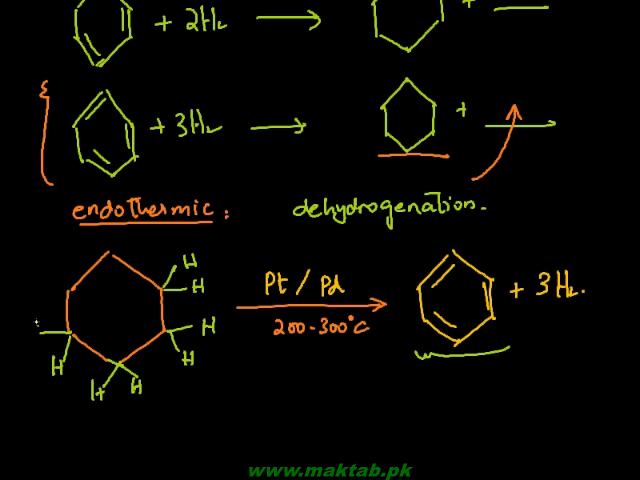 + 2H₂ → +
+ 3H₂ → +
endothermic : dehydrogenation.
H
H
Pt / Pd
+ 3H₂.
200-300°C
H
H
H
H
H
www.maktab.pk